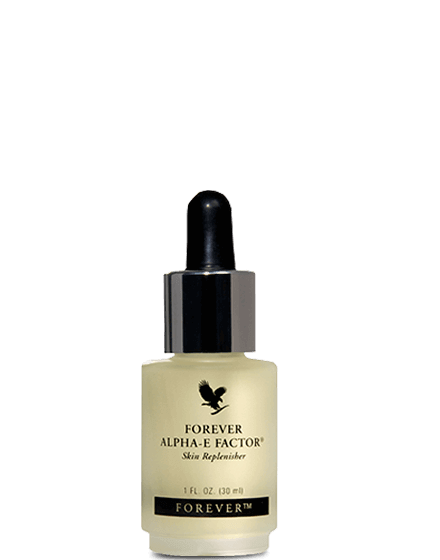 FOREVER
ALPHA-E FACTOR®
Skin Replenisher
1 FL. OZ. (30 ml)
FOREVER™